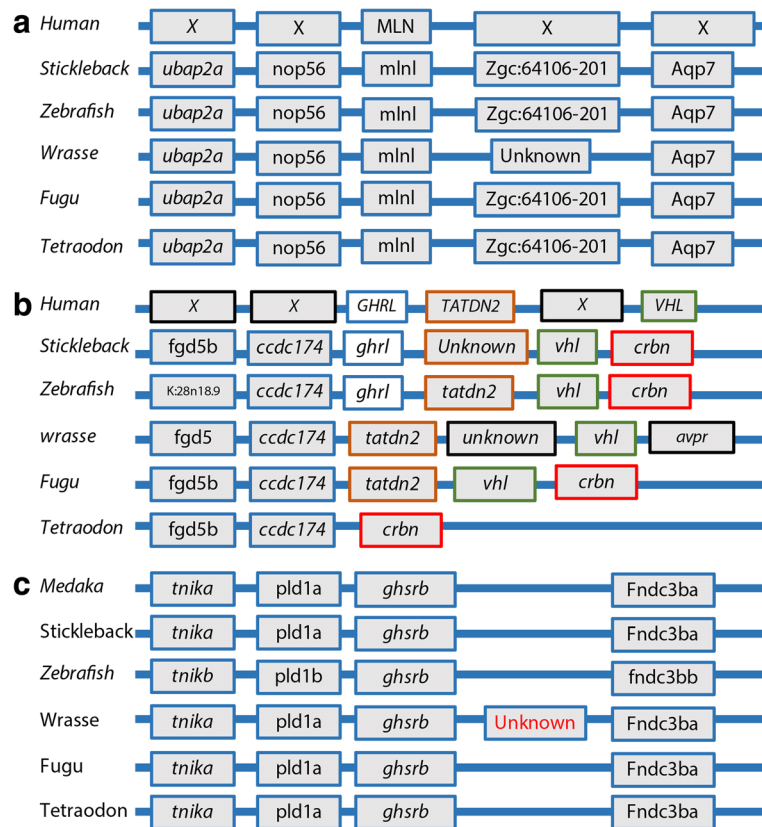 a Human X X MLN X X
Stickleback ubap2a nop56 mlnl Zgc:64106-201 Aqp7
Zebrafish ubap2a nop56 mlnl Zgc:64106-201 Aqp7
Wrasse ubap2a nop56 mlnl Unknown Aqp7
Fugu ubap2a nop56 mlnl Zgc:64106-201 Aqp7
Tetraodon ubap2a nop56 mlnl Zgc:64106-201 Aqp7
b Human X X GHRL TATDN2 X VHL
Stickleback fgd5b ccdc174 ghrl Unknown vhl crbn
Zebrafish K:28n18.9 ccdc174 ghrl tatdn2 vhl crbn
wrasse fgd5 ccdc174 tatdn2 unknown vhl avpr
Fugu fgd5b ccdc174 tatdn2 vhl crbn
Tetraodon fgd5b ccdc174 crbn
c Medaka tnika pld1a ghsrb Fndc3ba
Stickleback tnika pld1a ghsrb Fndc3ba
Zebrafish tnikb pld1b ghsrb fndc3bb
Wrasse tnika pld1a ghsrb Unknown Fndc3ba
Fugu tnika pld1a ghsrb Fndc3ba
Tetraodon tnika pld1a ghsrb Fndc3ba